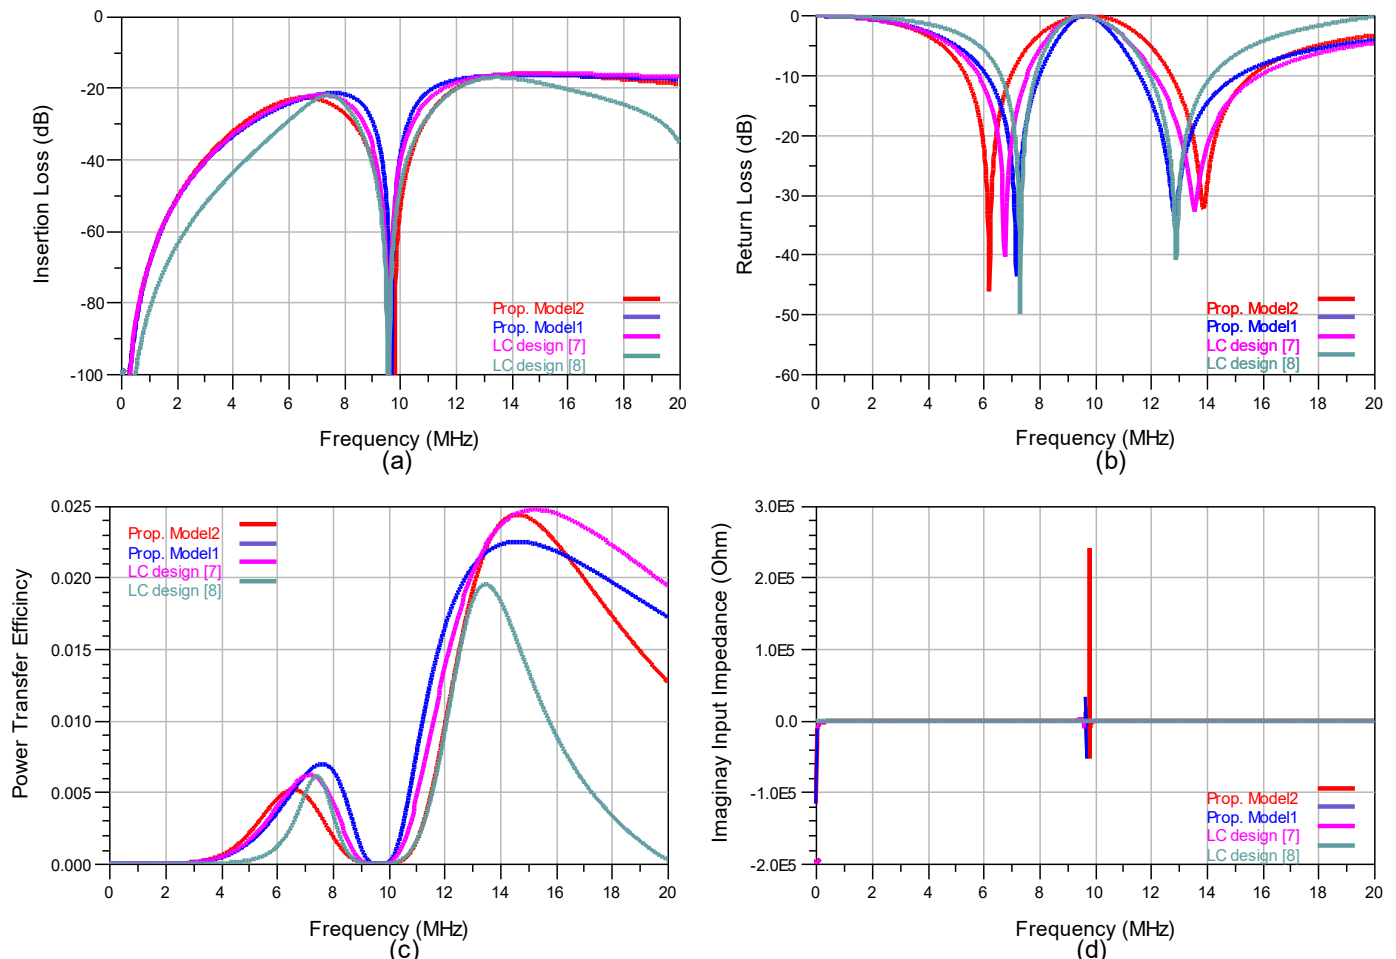 0
-20
-40
-60
-80
-100
Insertion Loss (dB)
Prop. Model2
Prop. Model1
LC design [7]
LC design [8]
0 2 4 6 8 10 12 14 16 18 20
Frequency (MHz)
(a)
0
-10
-20
-30
-40
-50
-60
Return Loss (dB)
Prop. Model2
Prop. Model1
LC design [7]
LC design [8]
0 2 4 6 8 10 12 14 16 18 20
Frequency (MHz)
(b)
0.025
0.020
0.015
0.010
0.005
0.000
Power Transfer Efficincy
Prop. Model2
Prop. Model1
LC design [7]
LC design [8]
0 2 4 6 8 10 12 14 16 18 20
Frequency (MHz)
(c)
3.0E5
2.0E5
1.0E5
0.0
-1.0E5
-2.0E5
Imaginay Input Impedance (Ohm)
Prop. Model2
Prop. Model1
LC design [7]
LC design [8]
0 2 4 6 8 10 12 14 16 18 20
Frequency (MHz)
(d)